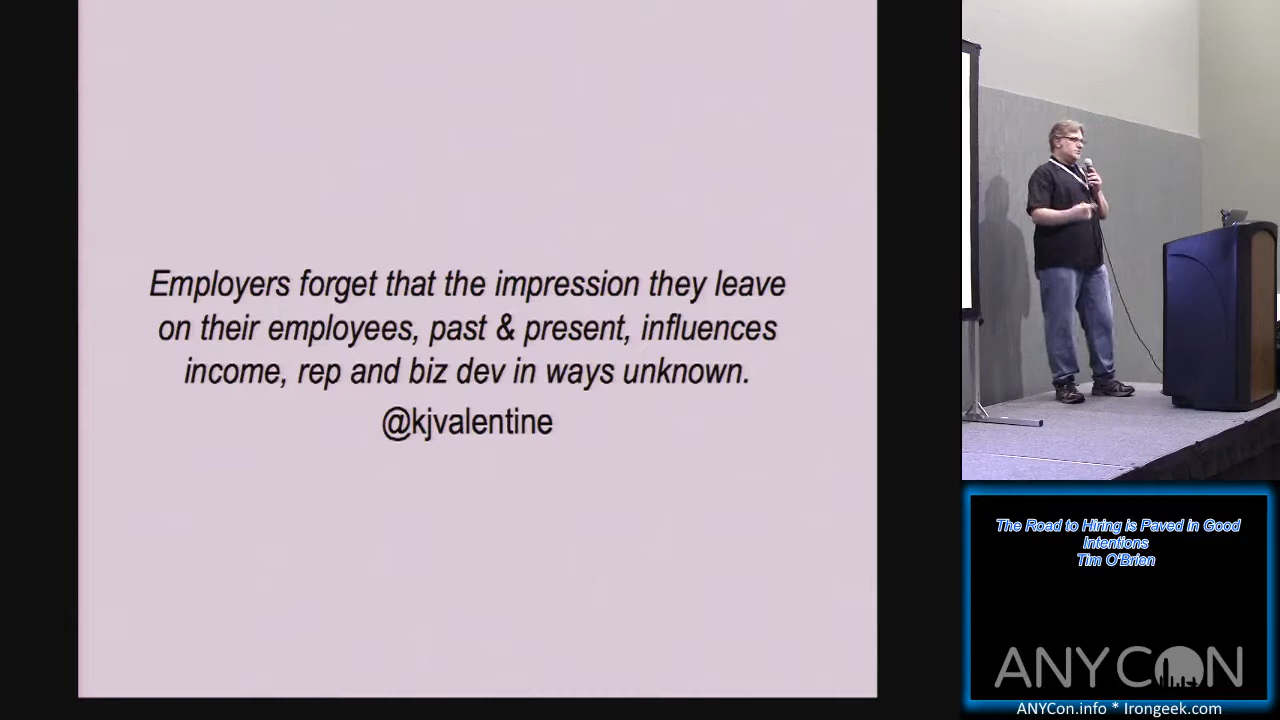 Employers forget that the impression they leave
on their employees, past & present, influences
income, rep and biz dev in ways unknown.
@kjvalentine
The Road to Hiring is Paved in Good
Intentions
Tim O'Brien
ANYCON
ANYCon.info * Irongeek.com